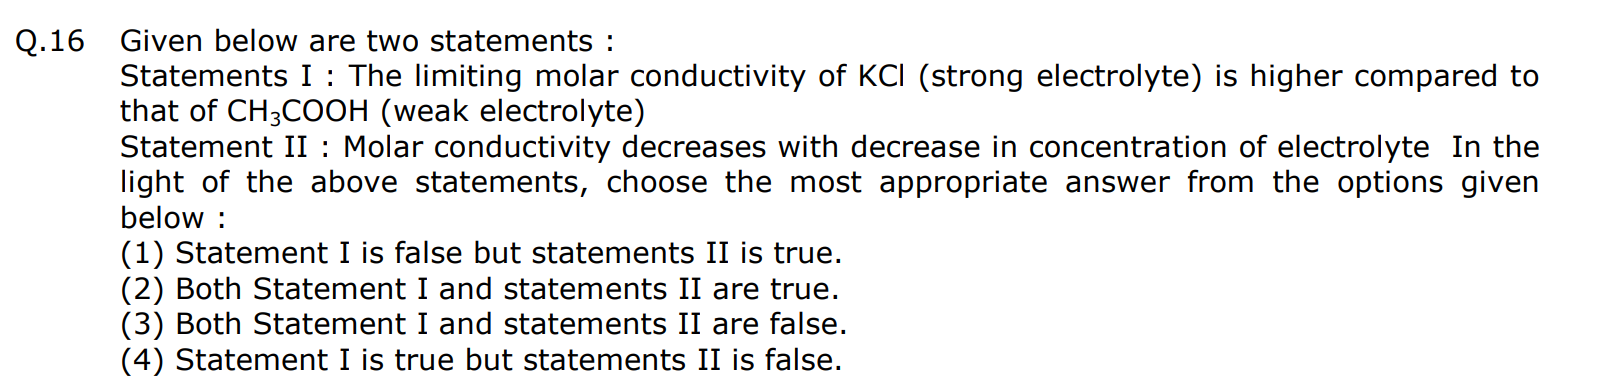 Q.16 Given below are two statements :
Statements I : The limiting molar conductivity of KCl (strong electrolyte) is higher compared to
that of CH₃COOH (weak electrolyte)
Statement II : Molar conductivity decreases with decrease in concentration of electrolyte In the
light of the above statements, choose the most appropriate answer from the options given
below :
(1) Statement I is false but statements II is true.
(2) Both Statement I and statements II are true.
(3) Both Statement I and statements II are false.
(4) Statement I is true but statements II is false.